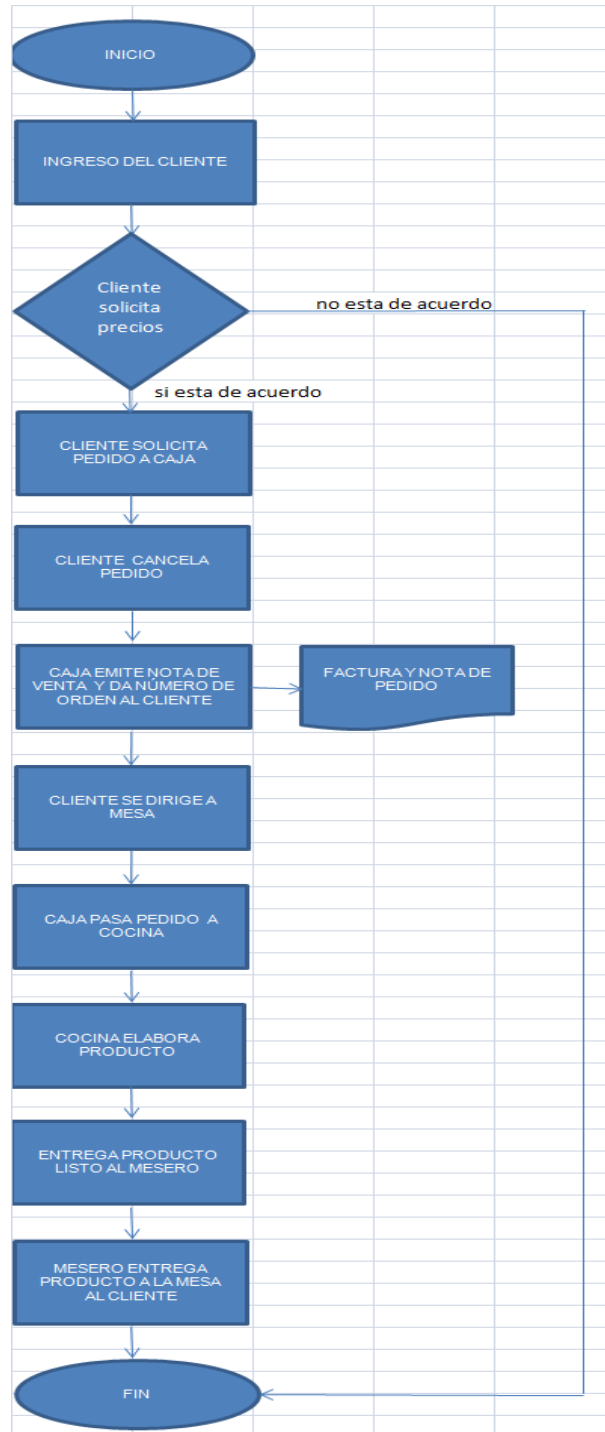 INICIO
INGRESO DEL CLIENTE
Cliente
solicita
precios
no esta de acuerdo
si esta de acuerdo
CLIENTE SOLICITA
PEDIDO A CAJA
CLIENTE CANCELA
PEDIDO
CAJA EMITE NOTA DE
VENTA Y DA NÚMERO DE
ORDEN AL CLIENTE
FACTURA Y NOTA DE
PEDIDO
CLIENTE SE DIRIGE A
MESA
CAJA PASA PEDIDO A
COCINA
COCINA ELABORA
PRODUCTO
ENTREGA PRODUCTO
LISTO AL MESERO
MESERO ENTREGA
PRODUCTO A LA MESA
AL CLIENTE
FIN